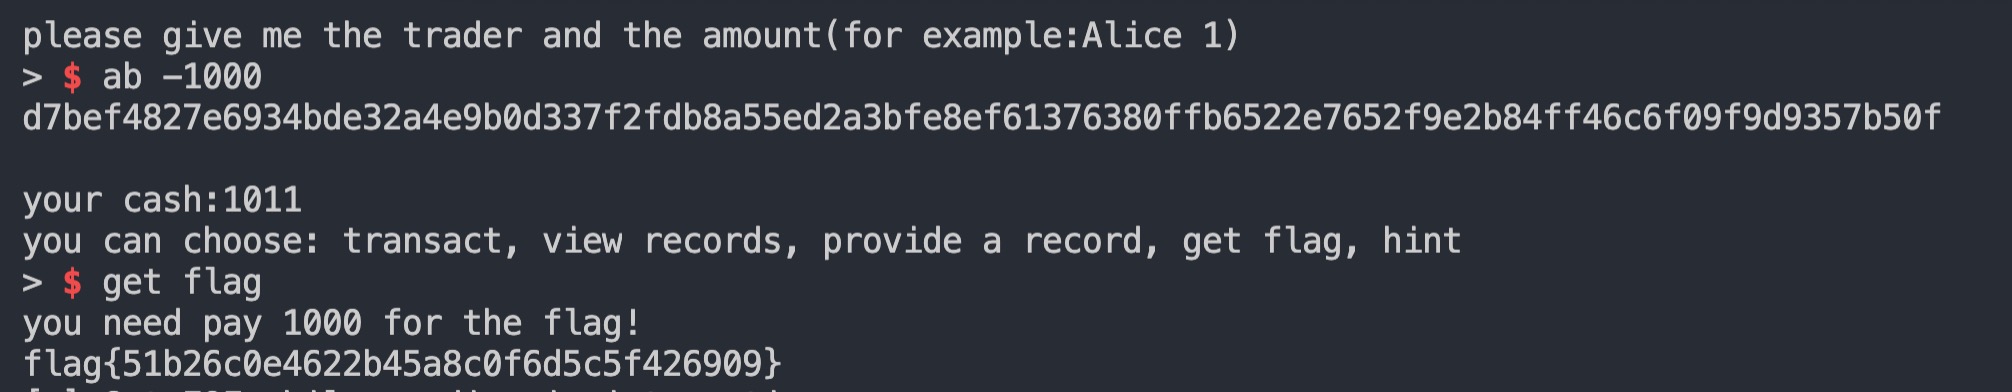 please give me the trader and the amount(for example:Alice 1)
> $ ab -1000
d7bef4827e6934bde32a4e9b0d337f2fdb8a55ed2a3bfe8ef61376380ffb6522e7652f9e2b84ff46c6f09f9d9357b50f
your cash:1011
you can choose: transact, view records, provide a record, get flag, hint
> $ get flag
you need pay 1000 for the flag!
flag{51b26c0e4622b45a8c0f6d5c5f426909}